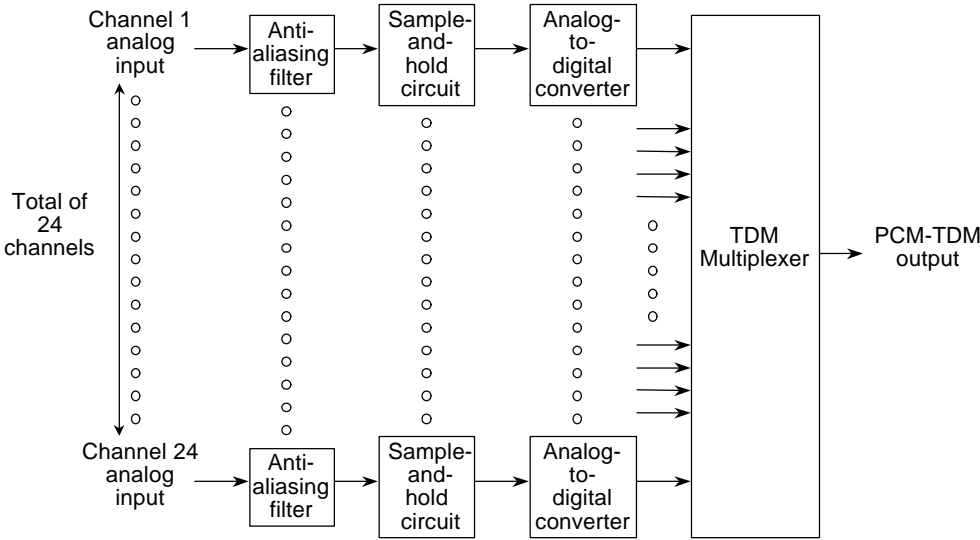 Channel 1
analog
input
Anti-
aliasing
filter
Sample-
and-
hold
circuit
Analog-
to-
digital
converter
Total of
24
channels
TDM
Multiplexer
PCM-TDM
output
Channel 24
analog
input
Anti-
aliasing
filter
Sample-
and-
hold
circuit
Analog-
to-
digital
converter